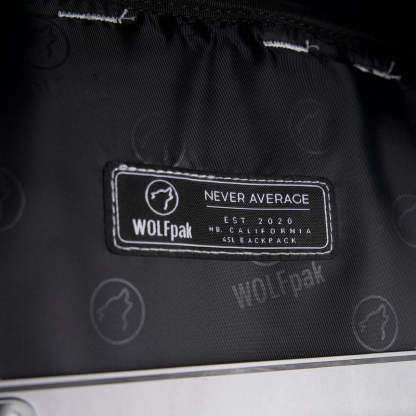 WOLFpak
NEVER AVERAGE
EST 2020
HB, CALIFORNIA
45L BACKPACK
WOLFpak